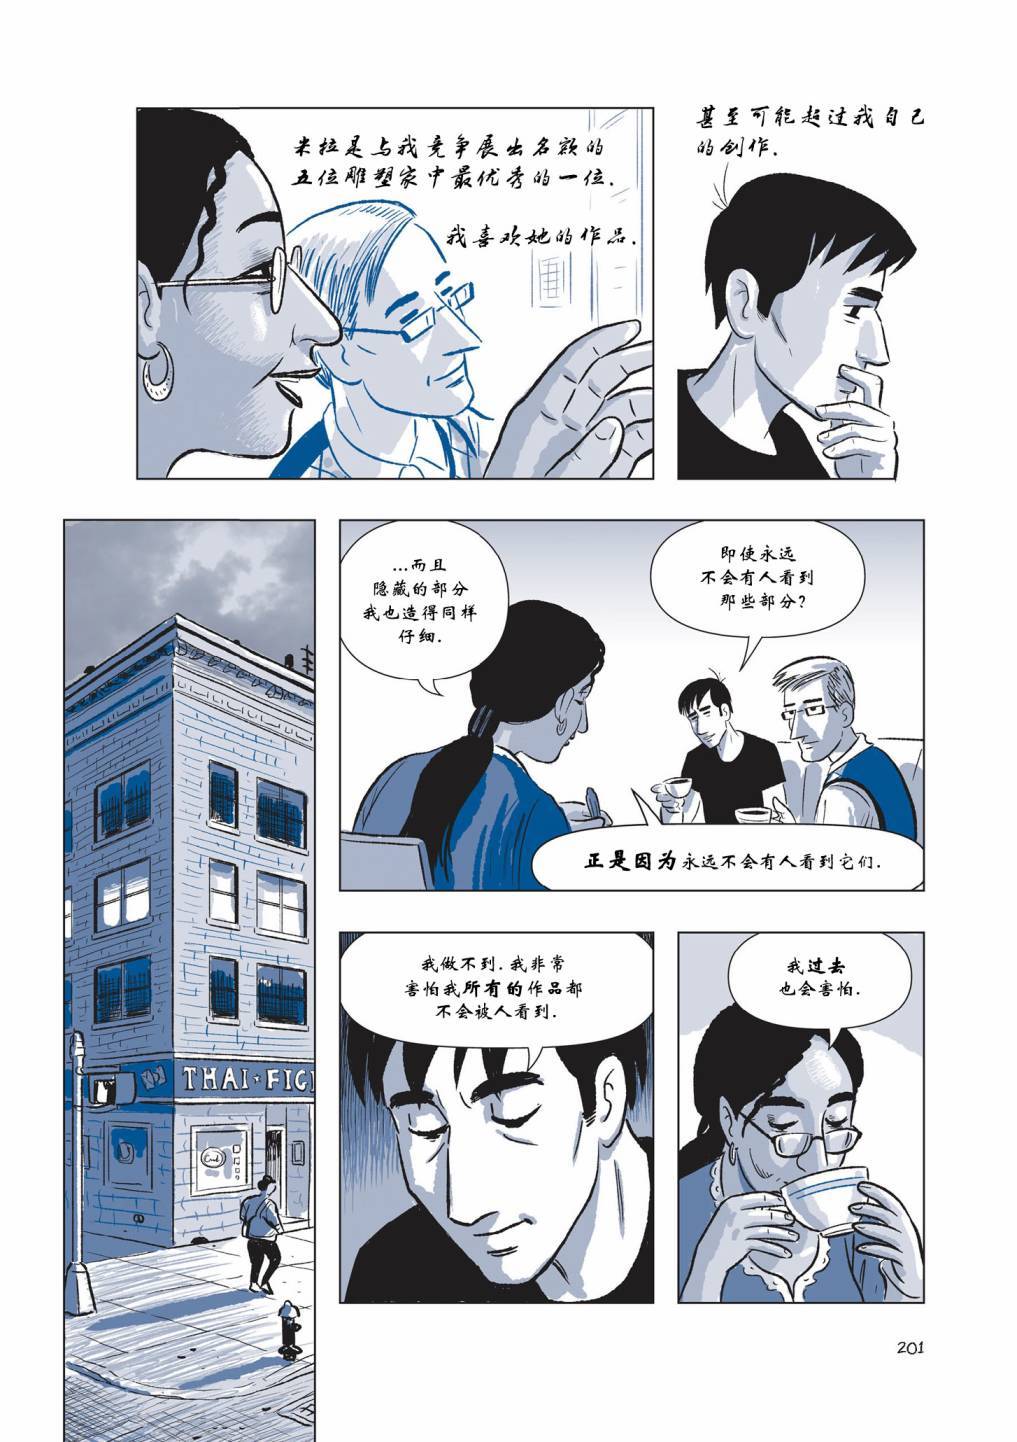 米拉是与我竞争展出名额的
五位雕塑家中最优秀的一位.
我喜欢她的作品.
甚至可能超过我自己
的创作.
...而且
隐藏的部分
我也造得同样
仔细.
即使永远
不会有人看到
那些部分?
正是因为永远不会有人看到它们.
THAI ★ FIC
我做不到. 我非常
害怕我所有的作品都
不会被人看到.
我过去
也会害怕.
201